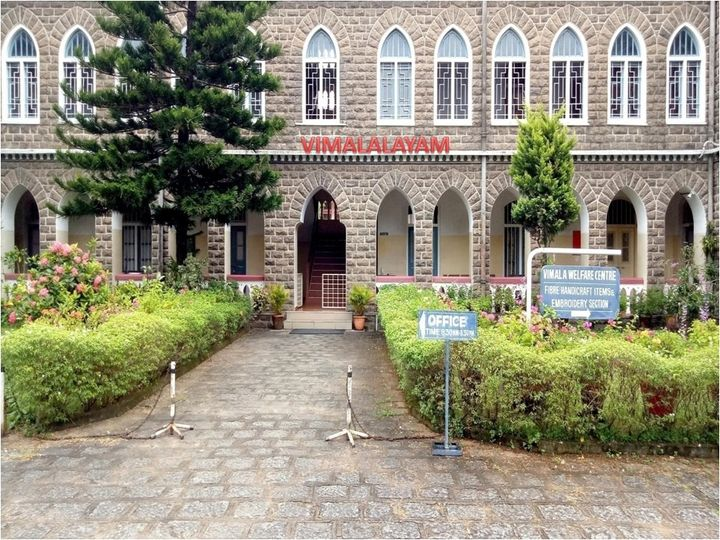 VIMALALAYAM
VIMALA WELFARE CENTRE
FIBRE HANDICRAFT ITEMS&
EMBROIDERY SECTION
OFFICE